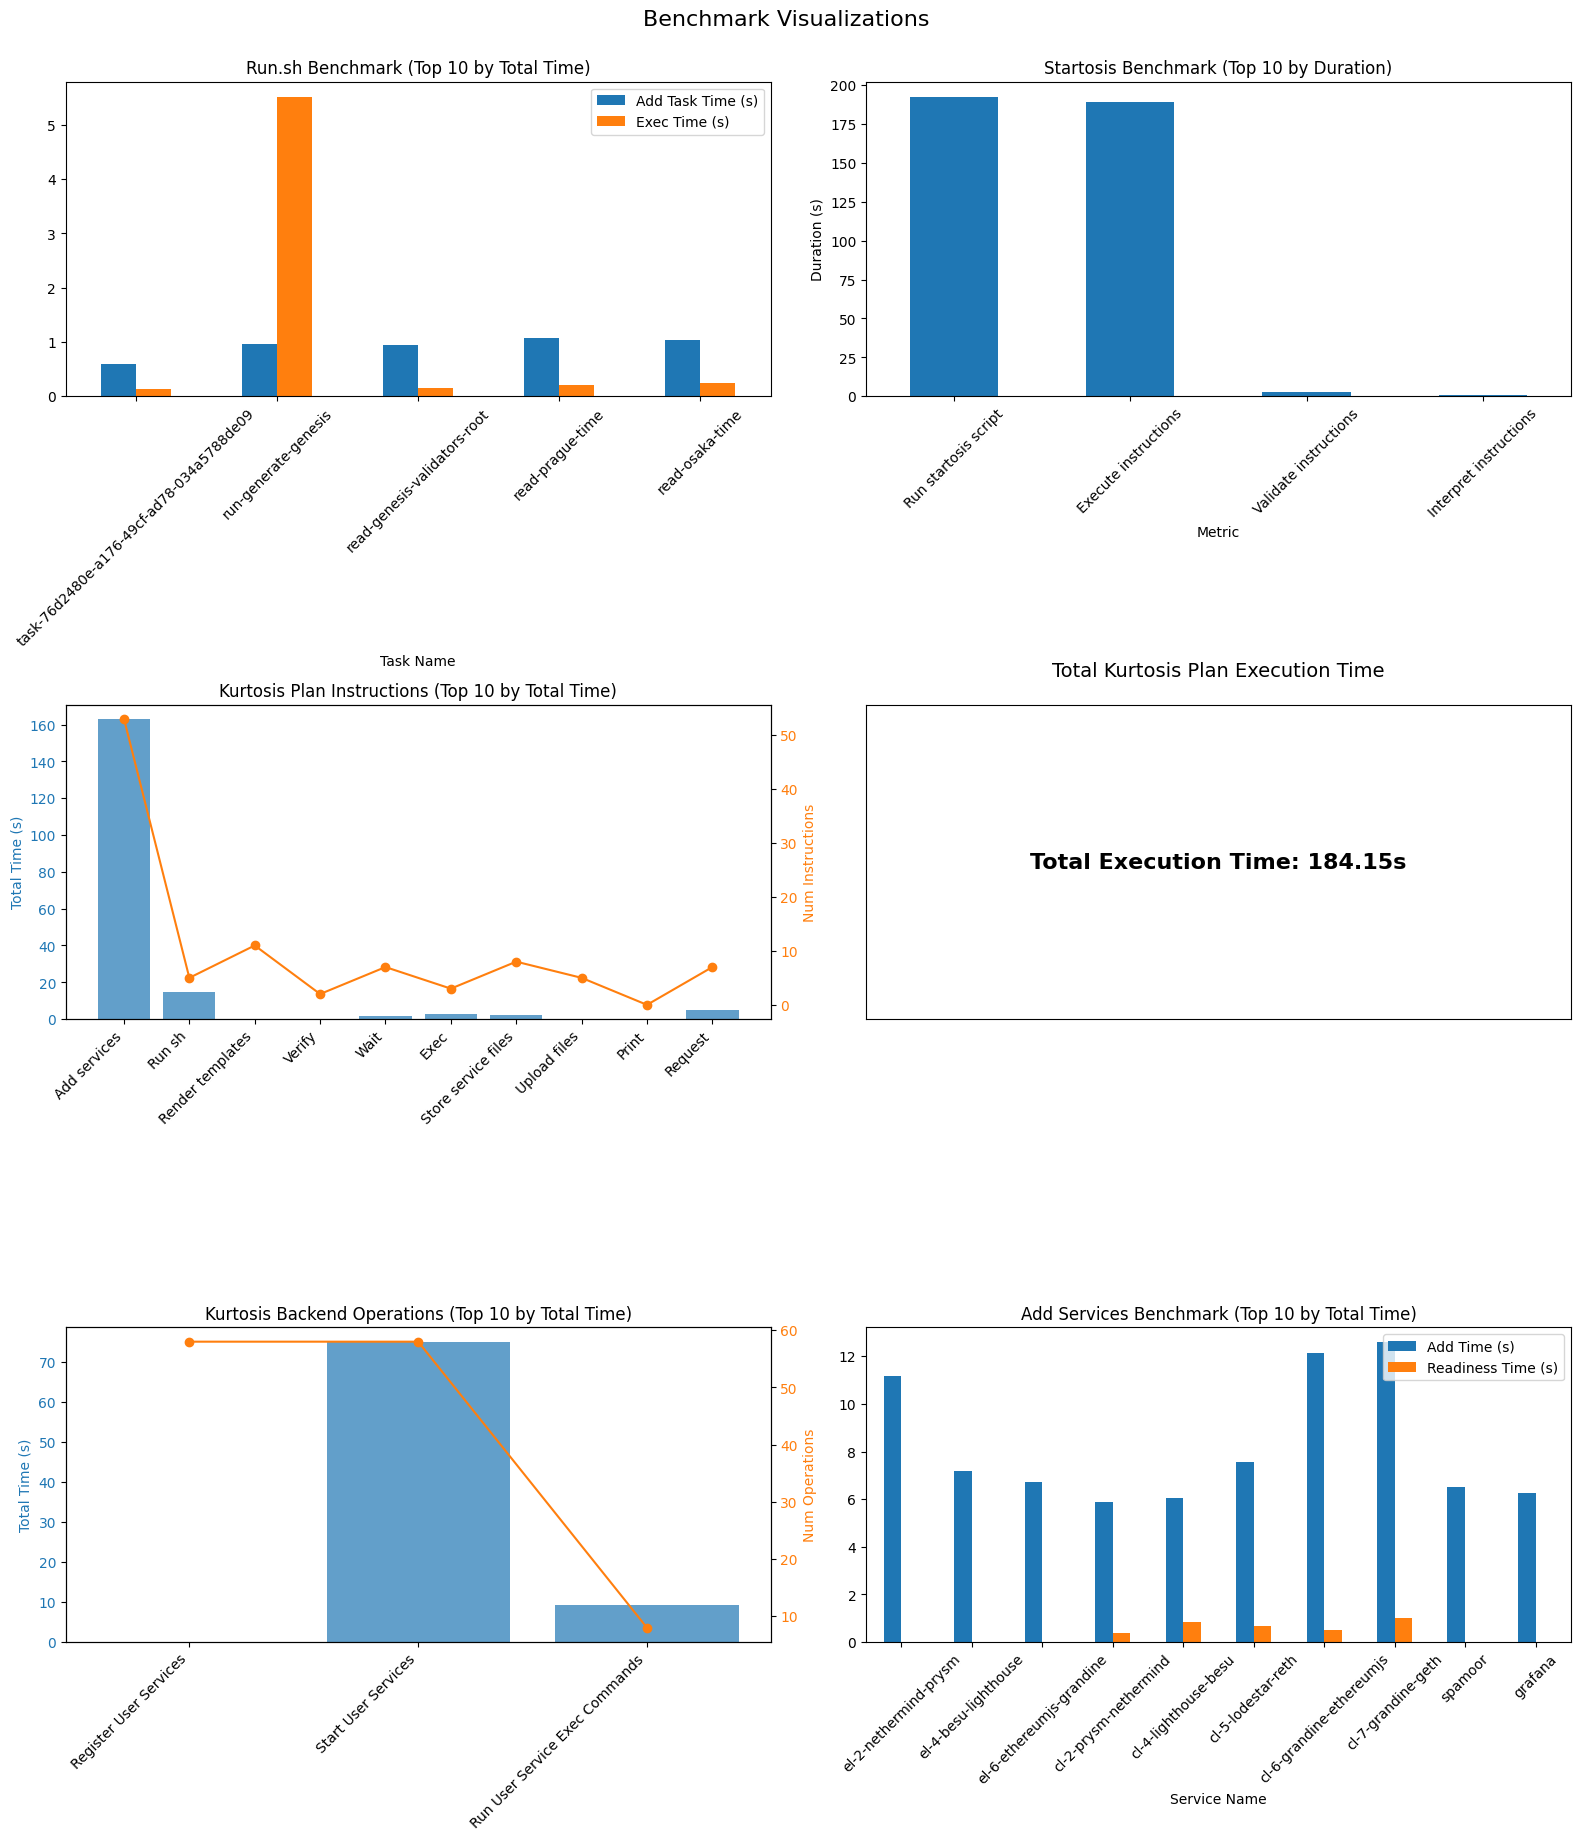 Benchmark Visualizations
Run.sh Benchmark (Top 10 by Total Time)
Add Task Time (s)
Exec Time (s)
5
4
3
2
1
0
task-76d2480e-a176-49cf-ad78-034a5788de09
run-generate-genesis
read-genesis-validators-root
read-prague-time
read-osaka-time
Task Name
Startosis Benchmark (Top 10 by Duration)
Duration (s)
200
175
150
125
100
75
50
25
0
Run startosis script
Execute instructions
Validate instructions
Interpret instructions
Metric
Kurtosis Plan Instructions (Top 10 by Total Time)
Total Time (s)
160
140
120
100
80
60
40
20
0
50
40
30
20
10
0
Num Instructions
Add services
Run sh
Render templates
Verify
Wait
Exec
Store service files
Upload files
Print
Request
Total Kurtosis Plan Execution Time
Total Execution Time: 184.15s
Kurtosis Backend Operations (Top 10 by Total Time)
Total Time (s)
70
60
50
40
30
20
10
0
60
50
40
30
20
10
Num Operations
Register User Services
Start User Services
Run User Service Exec Commands
Add Services Benchmark (Top 10 by Total Time)
Add Time (s)
Readiness Time (s)
12
10
8
6
4
2
0
el-2-nethermind-prysm
el-4-besu-lighthouse
el-6-ethereumjs-grandine
cl-2-prysm-nethermind
cl-4-lighthouse-besu
cl-5-lodestar-reth
cl-6-grandine-ethereumjs
cl-7-grandine-geth
spamoor
grafana
Service Name